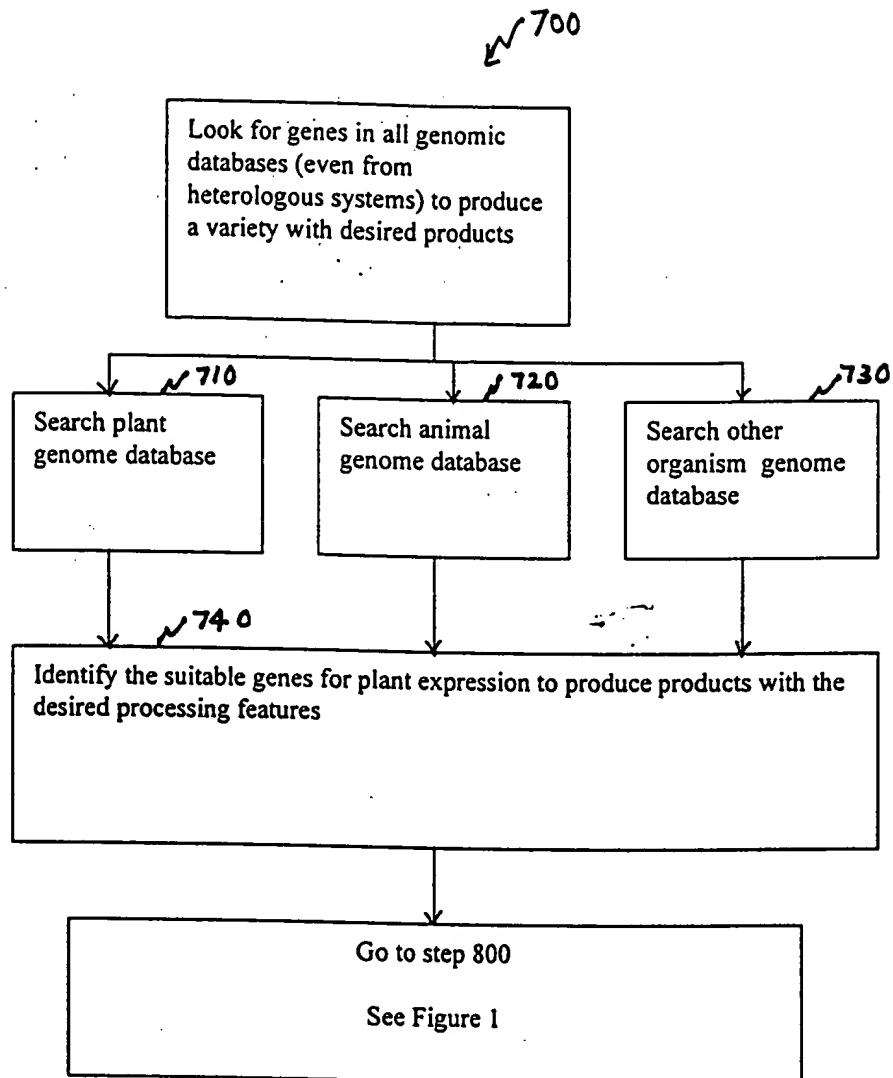 700
Look for genes in all genomic
databases (even from
heterologous systems) to produce
a variety with desired products
710
720
730
Search plant
genome database
Search animal
genome database
Search other
organism genome
database
740
Identify the suitable genes for plant expression to produce products with the
desired processing features
Go to step 800
See Figure 1